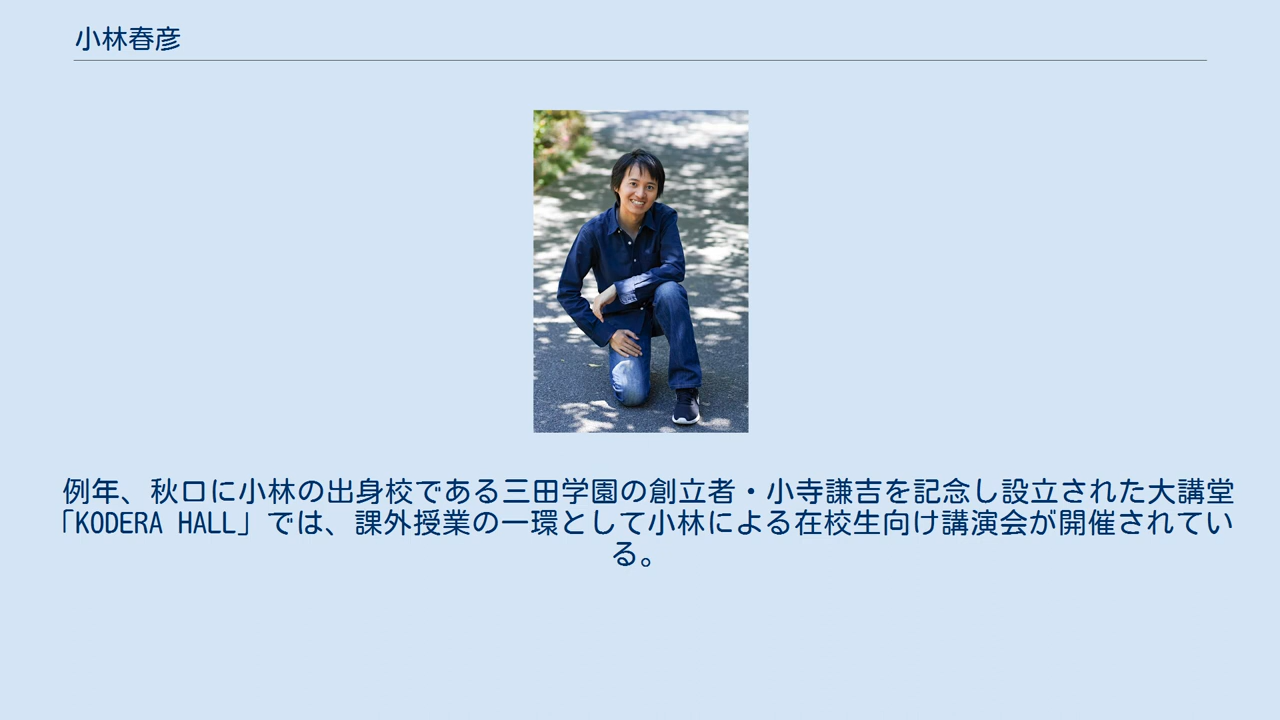 小林春彦
例年、秋口に小林の出身校である三田学園の創立者・小寺謙吉を記念し設立された大講堂
「KODERA HALL」では、課外授業の一環として小林による在校生向け講演会が開催されてい
る。